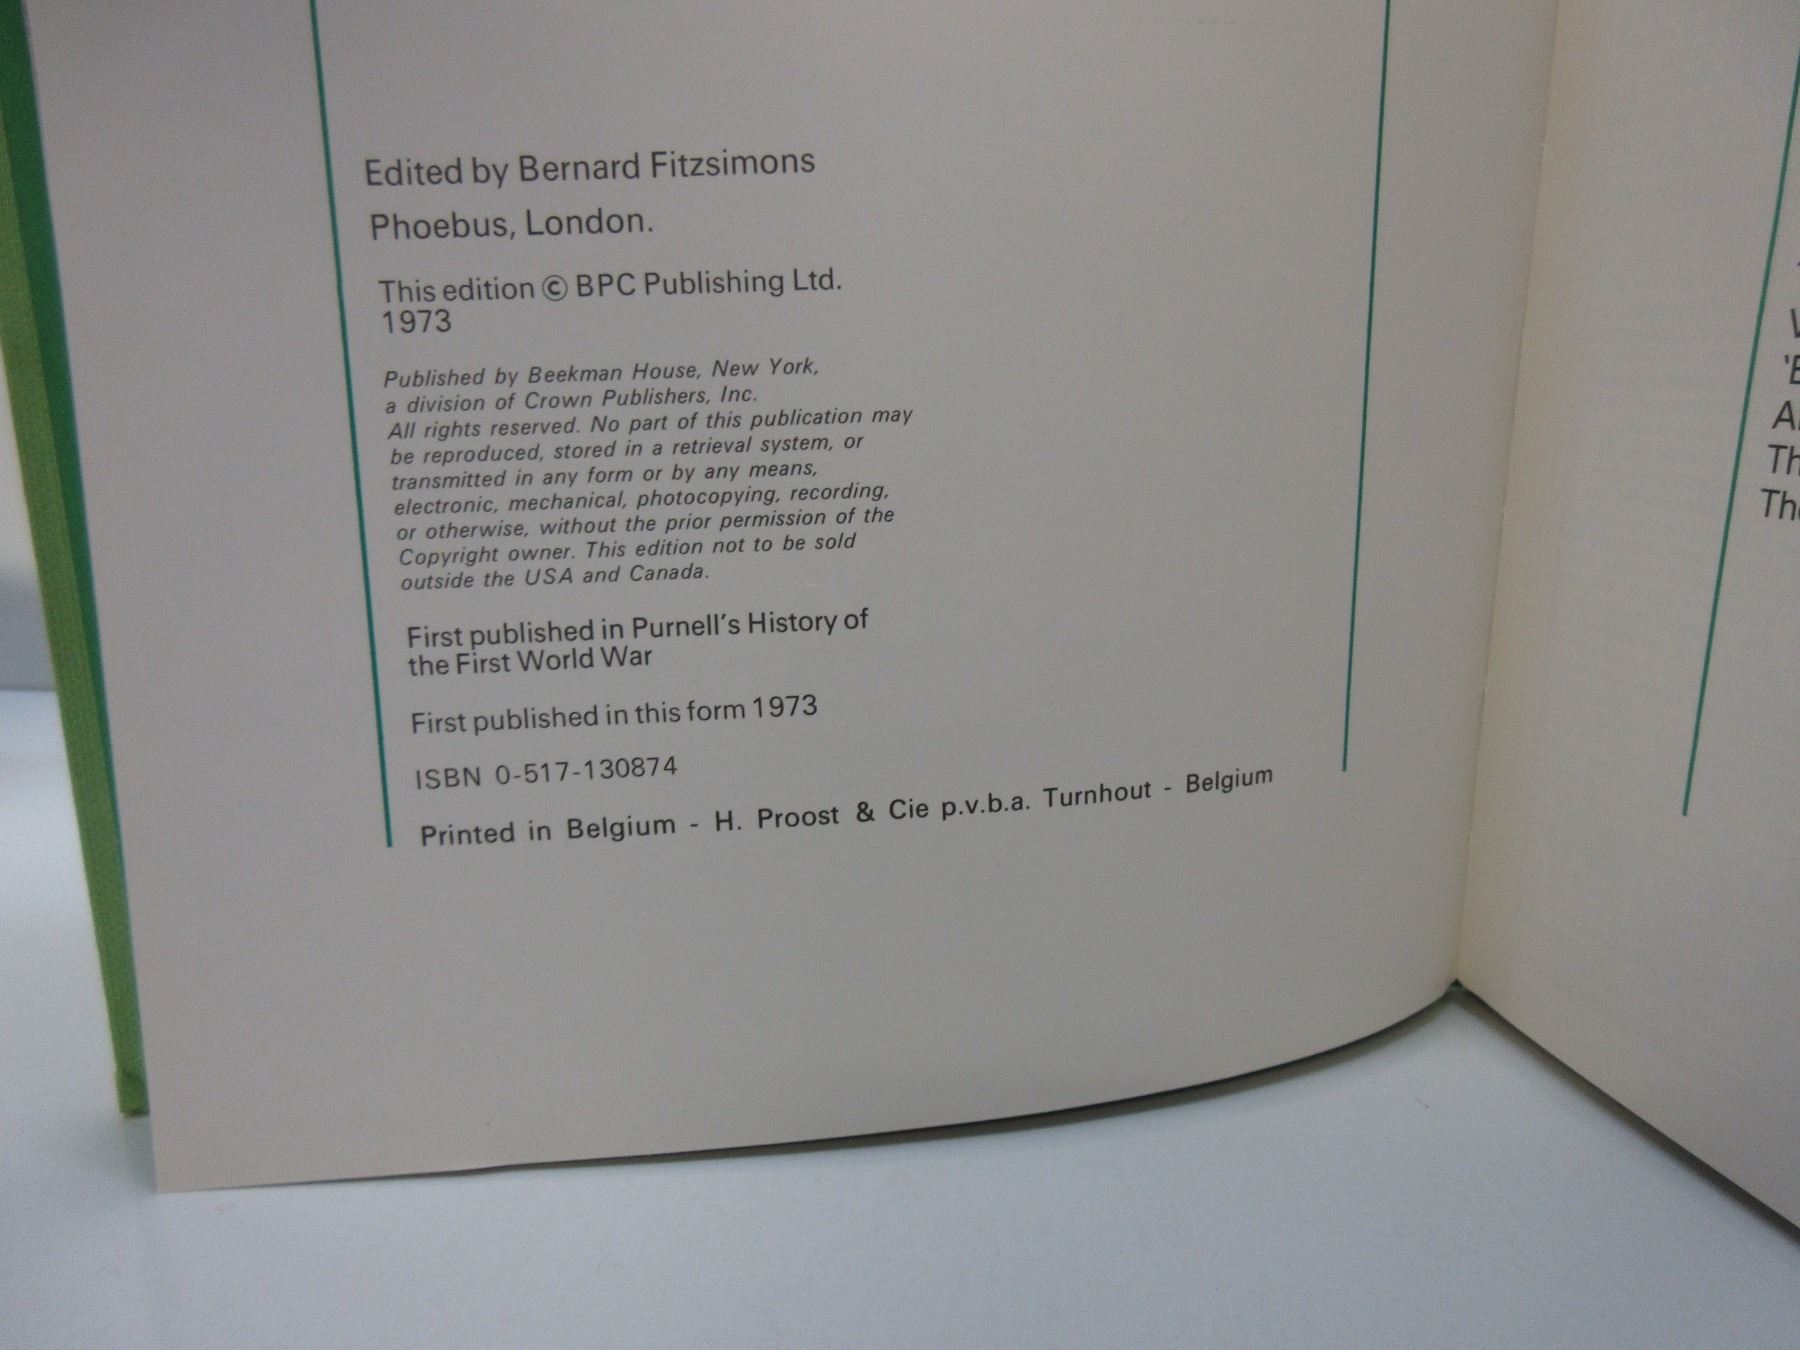 Edited by Bernard Fitzsimons
Phoebus, London.
This edition © BPC Publishing Ltd.
1973
Published by Beekman House, New York,
a division of Crown Publishers, Inc.
All rights reserved. No part of this publication may
be reproduced, stored in a retrieval system, or
transmitted in any form or by any means,
electronic, mechanical, photocopying, recording,
or otherwise, without the prior permission of the
Copyright owner. This edition not to be sold
outside the USA and Canada.
First published in Purnell's History of
the First World War
First published in this form 1973
ISBN 0-517-130874
Printed in Belgium - H. Proost & Cie p.v.b.a. Turnhout - Belgium